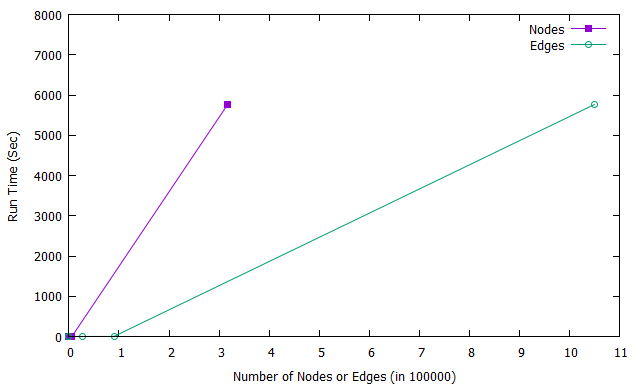 8000
7000
6000
5000
4000
3000
2000
1000
0
Run Time (Sec)
Nodes
Edges
0 1 2 3 4 5 6 7 8 9 10 11
Number of Nodes or Edges (in 100000)